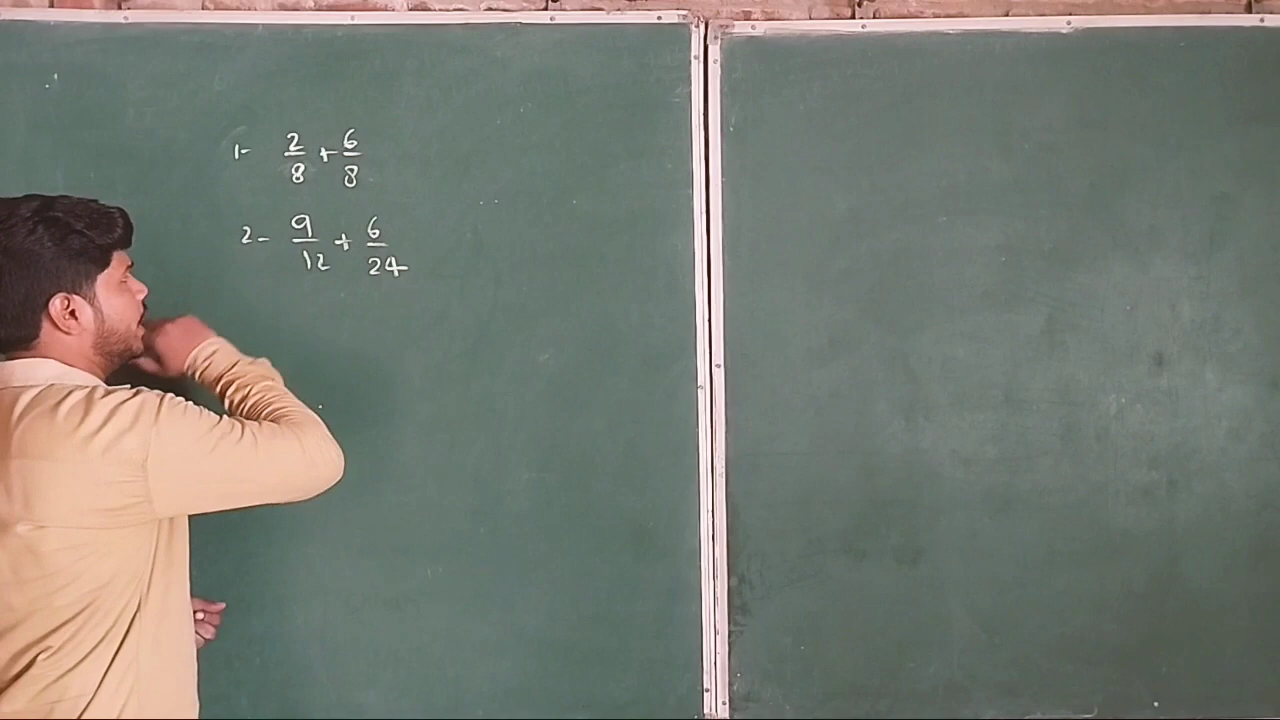 1- 2/8 + 6/8
2- 9/12 + 6/24